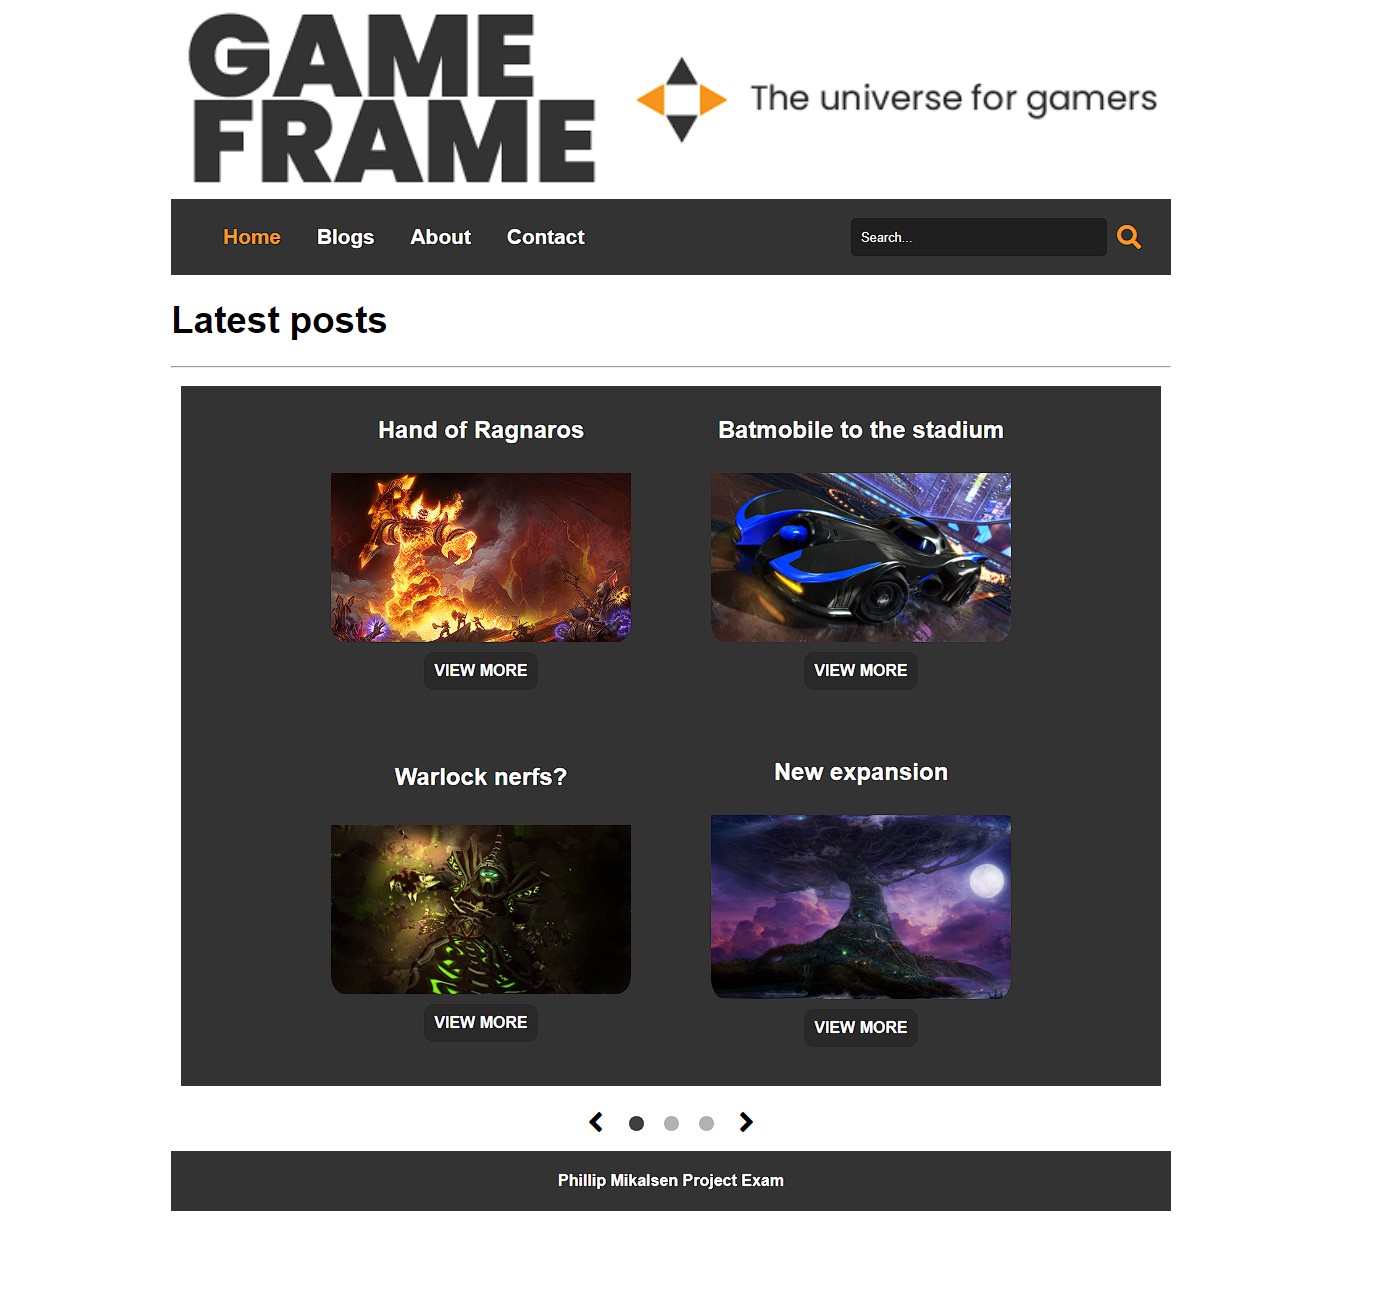 GAME
FRAME
The universe for gamers
Home Blogs About Contact Search...
Latest posts
Hand of Ragnaros
Batmobile to the stadium
VIEW MORE
VIEW MORE
Warlock nerfs?
New expansion
VIEW MORE
VIEW MORE
Phillip Mikalsen Project Exam